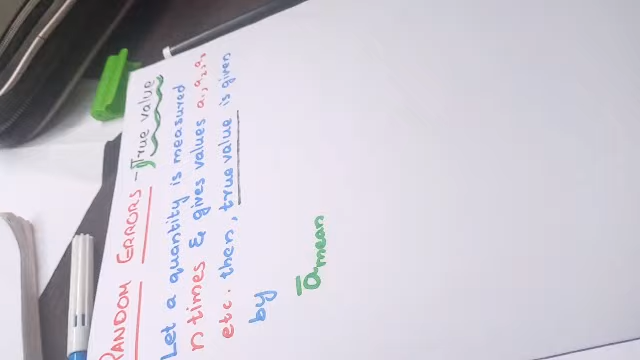 RANDOM ERRORS - True value
Let a quantity is measured
n times & gives values a₁, a₂, a₃
etc. then, true value is given
by
āmean